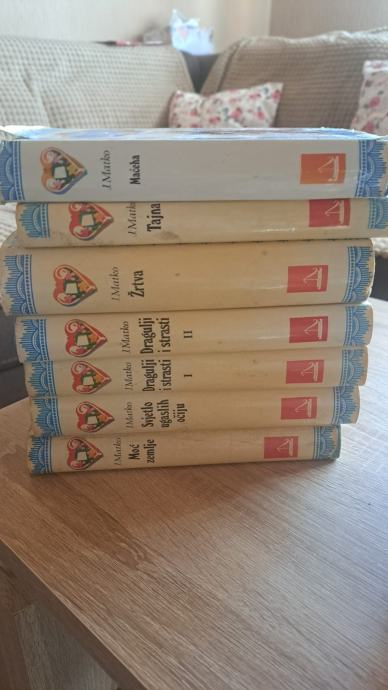 J.Matko
Maćeha
J.Matko
Tajna
J.Matko
Žrtva
J.Matko
Dragulji
i strasti
II
J.Matko
Dragulji
i strasti
I
J.Matko
Svjetlo
ugaslih
očiju
J.Matko
Moć
zemlje